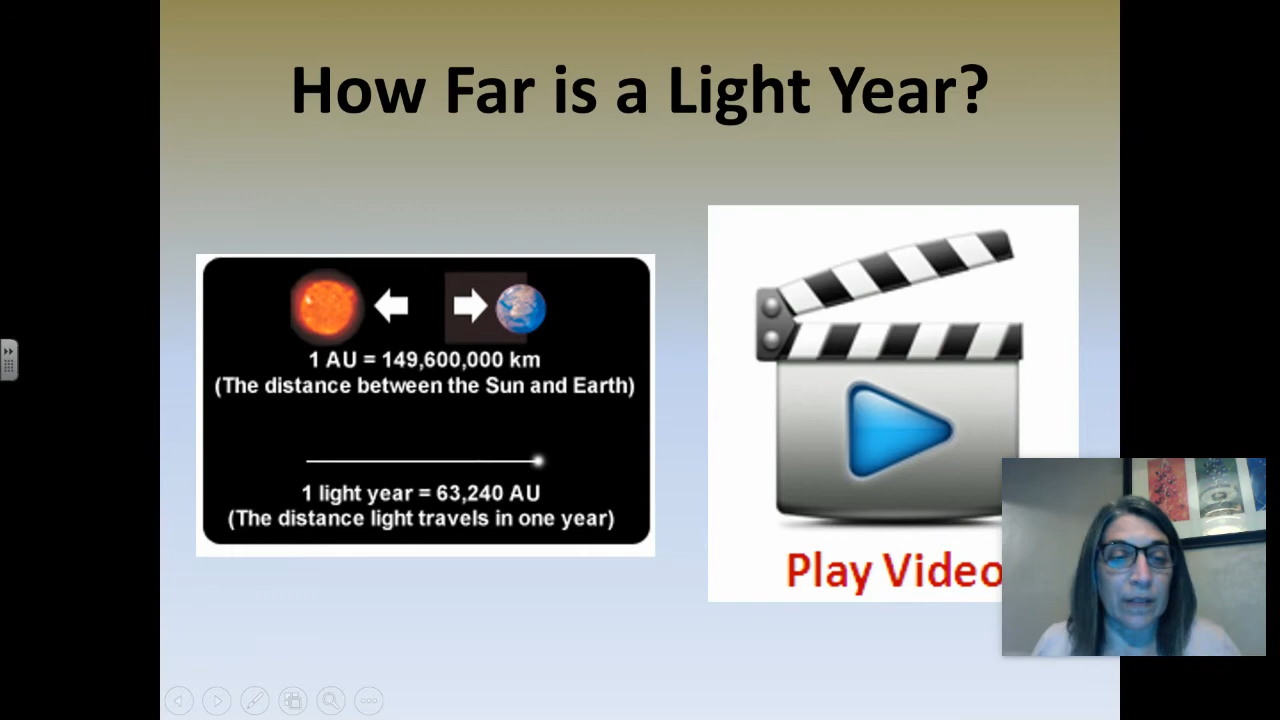 How Far is a Light Year?
1 AU = 149,600,000 km
(The distance between the Sun and Earth)
1 light year = 63,240 AU
(The distance light travels in one year)
Play Video